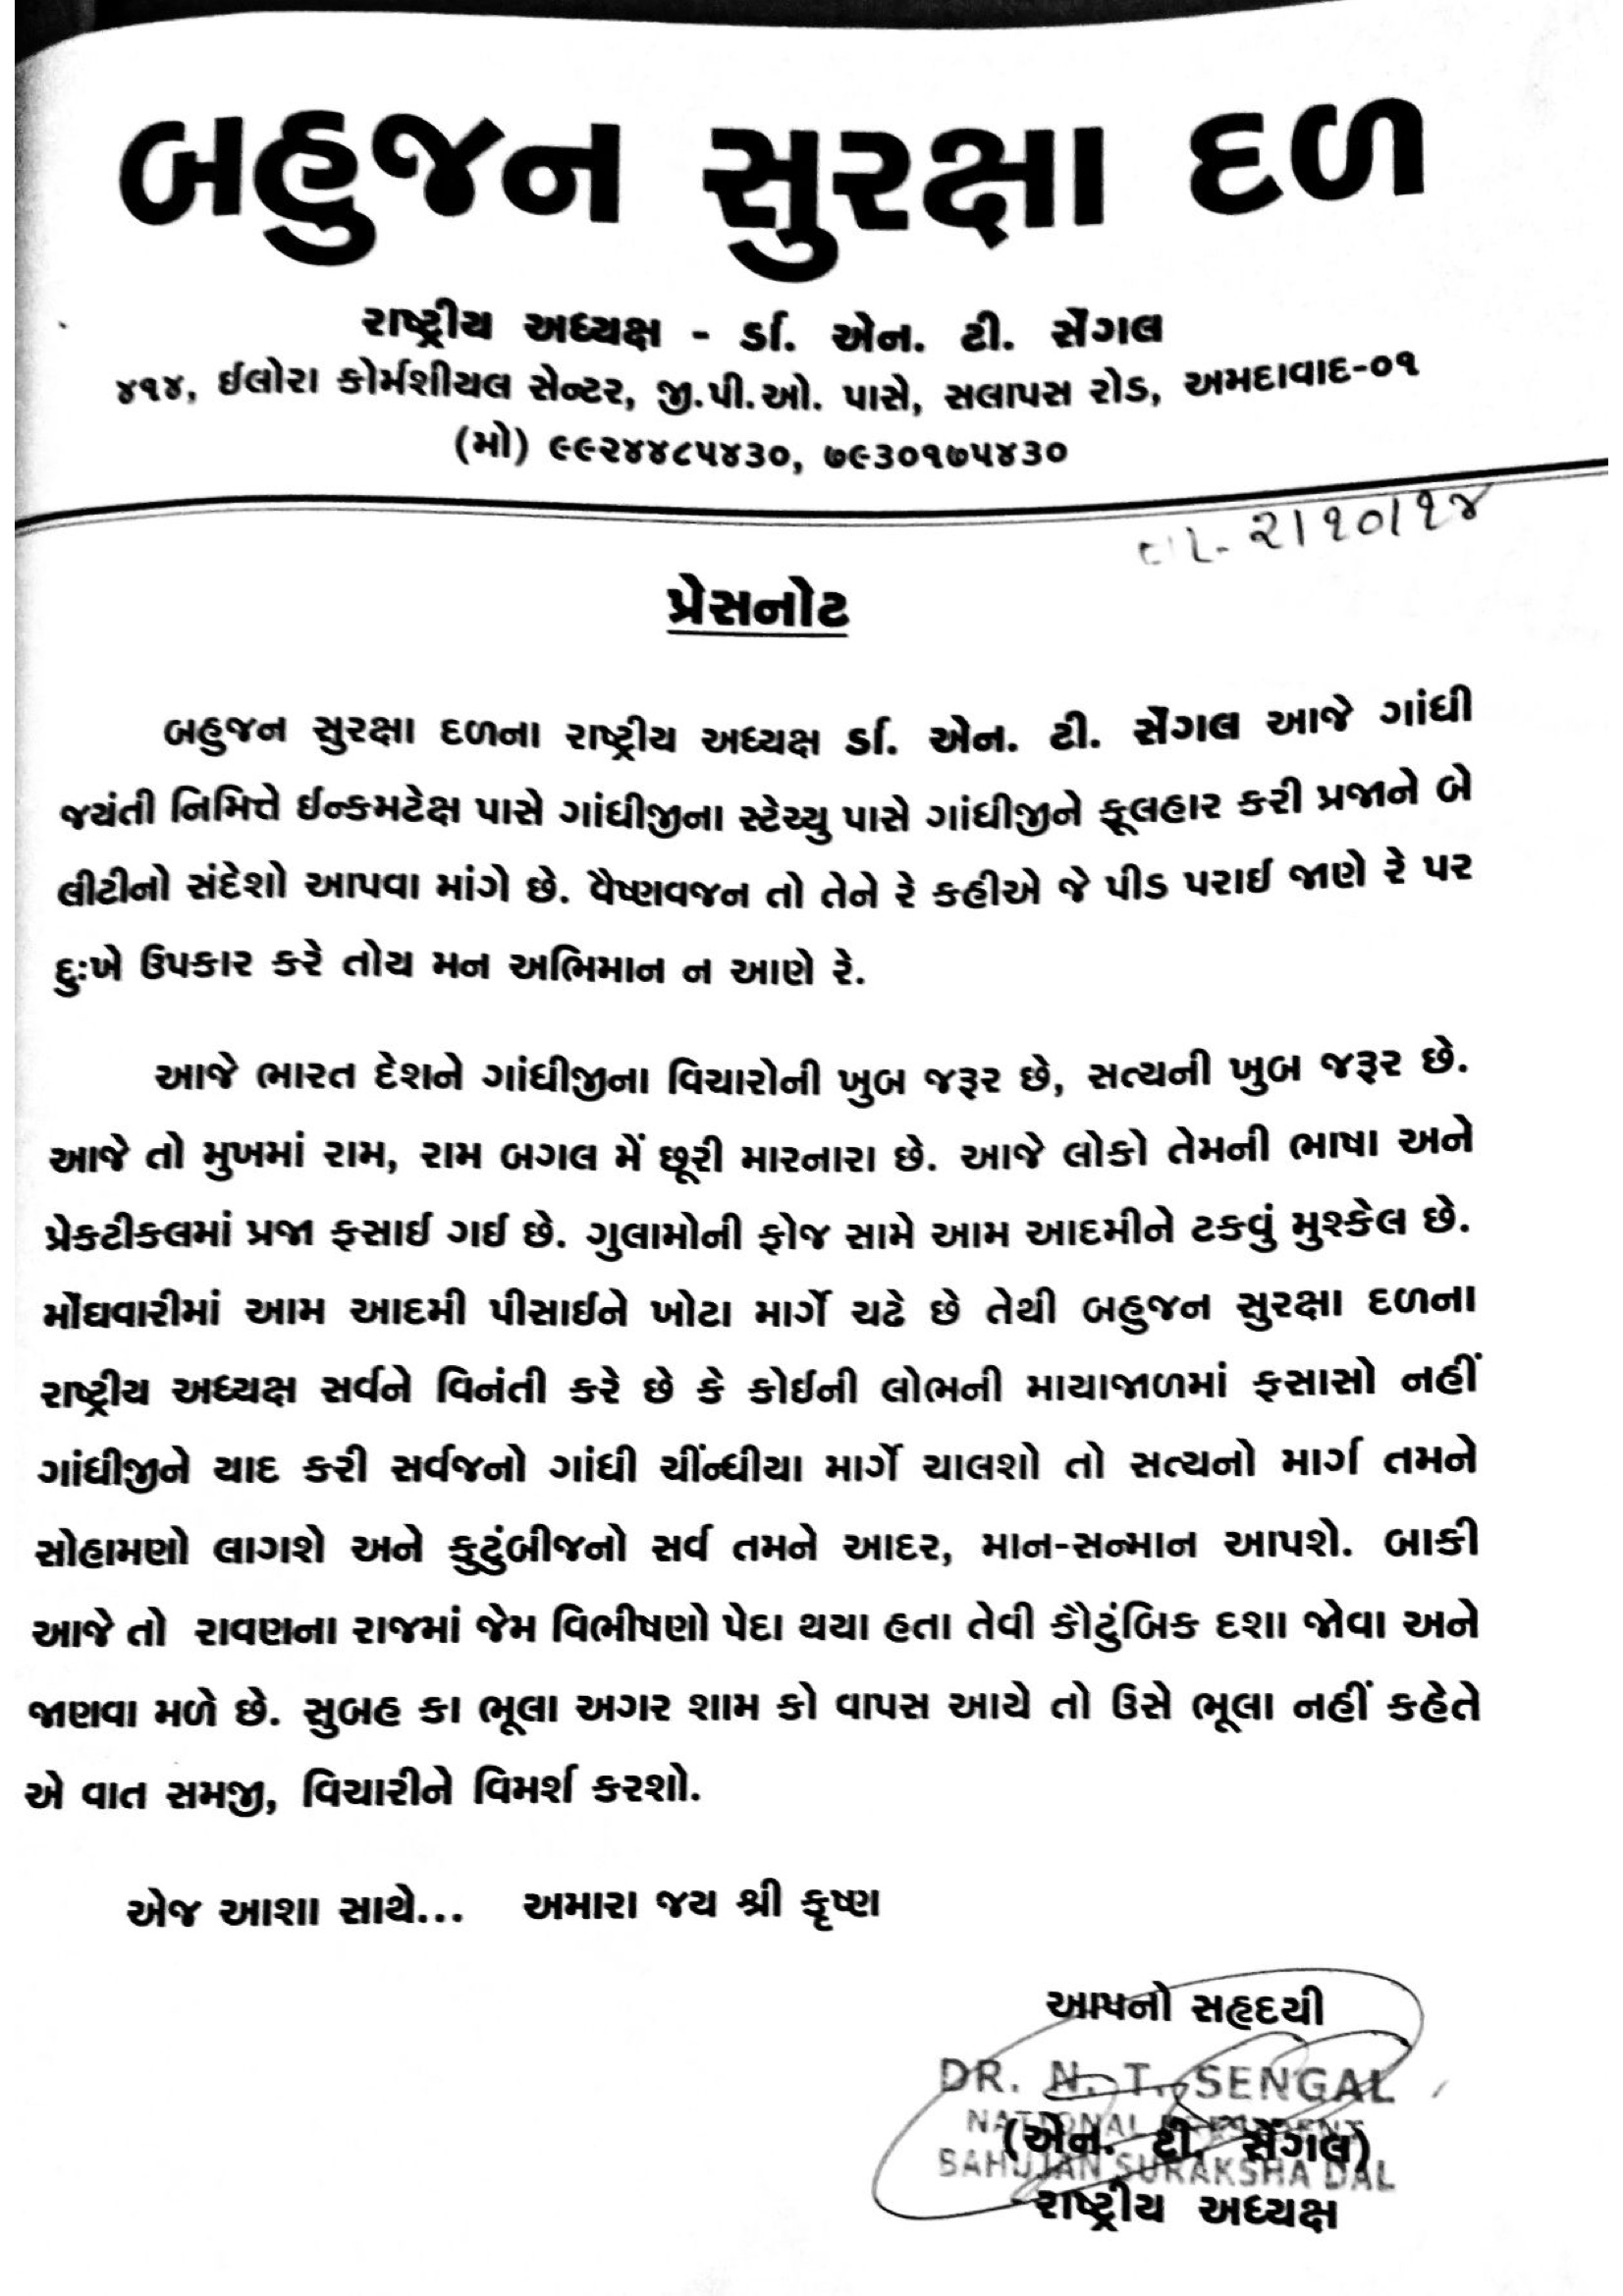 બહુજન સુરક્ષા દળ
રાષ્ટ્રીય અધ્યક્ષ - ર્ડા. એન. ટી. સેંગલ
૪૧૪, ઈલોરા કોર્મશીયલ સેન્ટર, જી.પી.ઓ. પાસે, સલાપસ રોડ, અમદાવાદ-૦૧
(મો) ૯૯૨૪૪૮૫૪૩૦, ૭૯૩૦૧૭૫૪૩૦
તા.- ૨/૧૦/૧૪
પ્રેસનોટ
બહુજન સુરક્ષા દળના રાષ્ટ્રીય અધ્યક્ષ ર્ડા. એન. ટી. સેંગલ આજે ગાંધી
જયંતી નિમિત્તે ઈન્કમટેક્ષ પાસે ગાંધીજીના સ્ટેચ્યુ પાસે ગાંધીજીને ફૂલહાર કરી પ્રજાને બે
લીટીનો સંદેશો આપવા માંગે છે. વૈષ્ણવજન તો તેને રે કહીએ જે પીડ પરાઈ જાણે રે પર
દુઃખે ઉપકાર કરે તોય મન અભિમાન ન આણે રે.
આજે ભારત દેશને ગાંધીજીના વિચારોની ખુબ જરૂર છે, સત્યની ખુબ જરૂર છે.
આજે તો મુખમાં રામ, રામ બગલ મેં છૂરી મારનારા છે. આજે લોકો તેમની ભાષા અને
પ્રેકટીકલમાં પ્રજા ફસાઈ ગઈ છે. ગુલામોની ફોજ સામે આમ આદમીને ટકવું મુશ્કેલ છે.
મોંઘવારીમાં આમ આદમી પીસાઈને ખોટા માર્ગે ચઢે છે તેથી બહુજન સુરક્ષા દળના
રાષ્ટ્રીય અધ્યક્ષ સર્વને વિનંતી કરે છે કે કોઈની લોભની માયાજાળમાં ફસાસો નહીં
ગાંધીજીને યાદ કરી સર્વજનો ગાંધી ચીંન્ધીયા માર્ગે ચાલશો તો સત્યનો માર્ગ તમને
સોહામણો લાગશે અને કુટુંબીજનો સર્વ તમને આદર, માન-સન્માન આપશે. બાકી
આજે તો રાવણના રાજમાં જેમ વિભીષણો પેદા થયા હતા તેવી કૌટુંબિક દશા જોવા અને
જાણવા મળે છે. સુબહ કા ભૂલા અગર શામ કો વાપસ આયે તો ઉસે ભૂલા નહીં કહેતે
એ વાત સમજી, વિચારીને વિમર્શ કરશો.
એજ આશા સાથે... અમારા જય શ્રી કૃષ્ણ
આપનો સહૃદયી
DR. N. T. SENGAL
NATIONAL PRESIDENT
(એન. ટી. સેંગલ)
BAHUJAN SURAKSHA DAL
રાષ્ટ્રીય અધ્યક્ષ